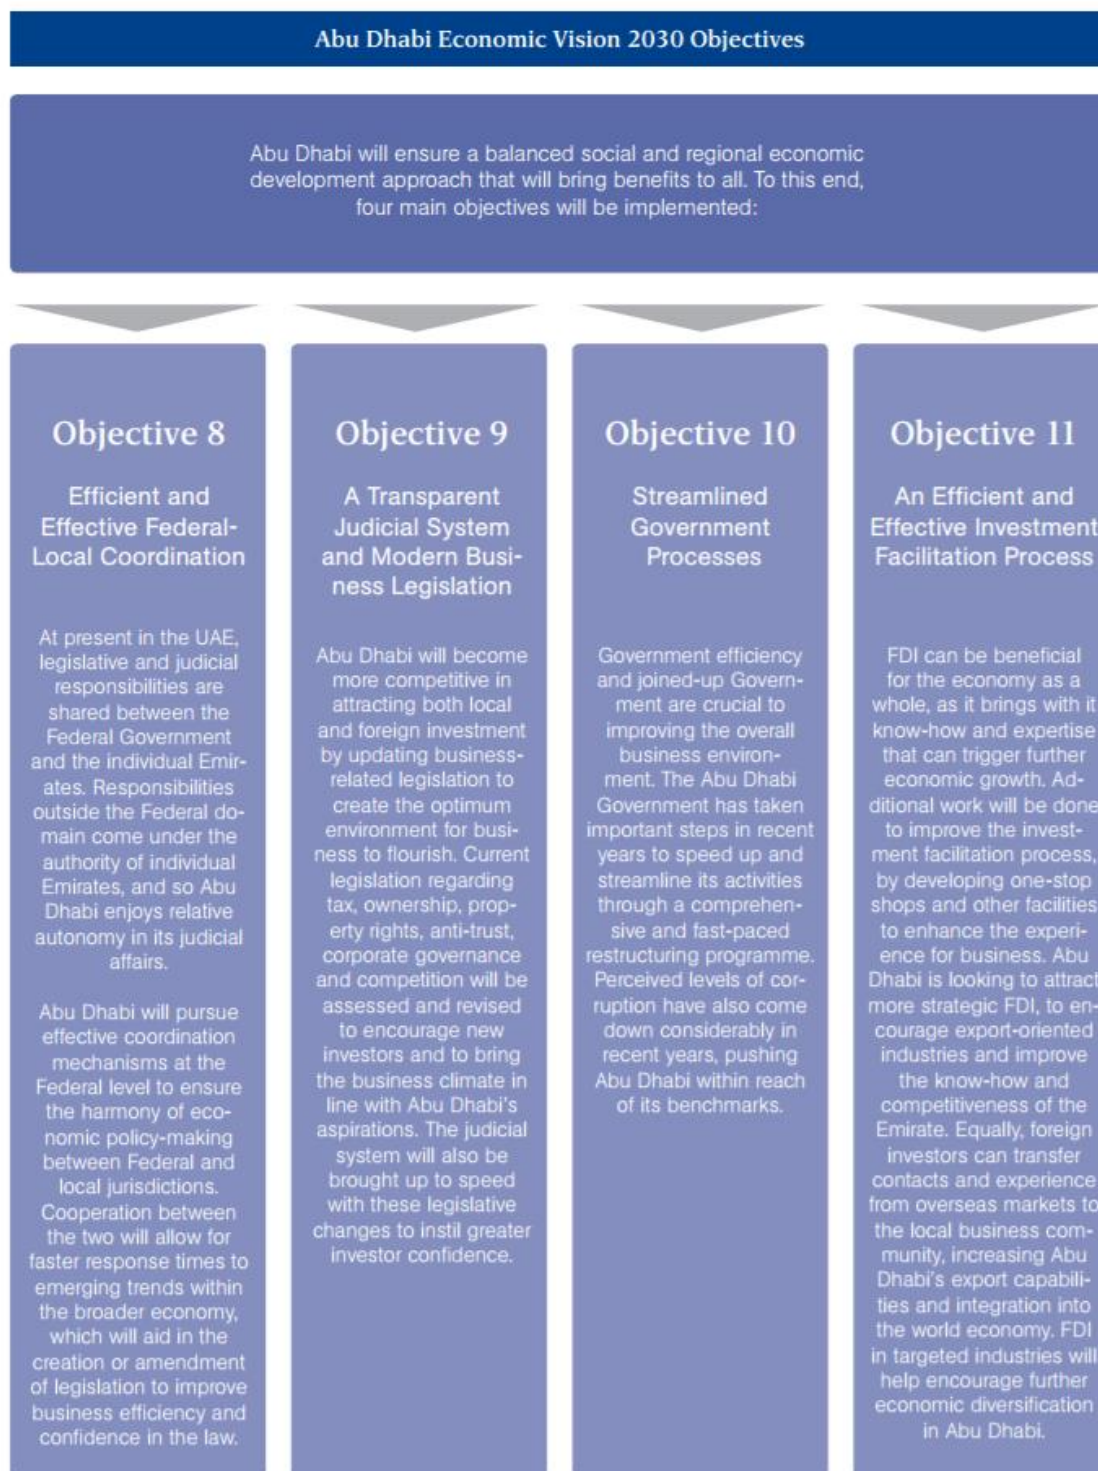 Abu Dhabi Economic Vision 2030 Objectives
Abu Dhabi will ensure a balanced social and regional economic
development approach that will bring benefits to all. To this end,
four main objectives will be implemented:
Objective 8
Efficient and
Effective Federal-
Local Coordination
At present in the UAE,
legislative and judicial
responsibilities are
shared between the
Federal Government
and the individual Emir-
ates. Responsibilities
outside the Federal do-
main come under the
authority of individual
Emirates, and so Abu
Dhabi enjoys relative
autonomy in its judicial
affairs.
Abu Dhabi will pursue
effective coordination
mechanisms at the
Federal level to ensure
the harmony of eco-
nomic policy-making
between Federal and
local jurisdictions.
Cooperation between
the two will allow for
faster response times to
emerging trends within
the broader economy,
which will aid in the
creation or amendment
of legislation to improve
business efficiency and
confidence in the law.
Objective 9
A Transparent
Judicial System
and Modern Busi-
ness Legislation
Abu Dhabi will become
more competitive in
attracting both local
and foreign investment
by updating business-
related legislation to
create the optimum
environment for busi-
ness to flourish. Current
legislation regarding
tax, ownership, prop-
erty rights, anti-trust,
corporate governance
and competition will be
assessed and revised
to encourage new
investors and to bring
the business climate in
line with Abu Dhabi's
aspirations. The judicial
system will also be
brought up to speed
with these legislative
changes to instil greater
investor confidence.
Objective 10
Streamlined
Government
Processes
Government efficiency
and joined-up Govern-
ment are crucial to
improving the overall
business environ-
ment. The Abu Dhabi
Government has taken
important steps in recent
years to speed up and
streamline its activities
through a comprehen-
sive and fast-paced
restructuring programme.
Perceived levels of cor-
ruption have also come
down considerably in
recent years, pushing
Abu Dhabi within reach
of its benchmarks.
Objective 11
An Efficient and
Effective Investment
Facilitation Process
FDI can be beneficial
for the economy as a
whole, as it brings with it
know-how and expertise
that can trigger further
economic growth. Ad-
ditional work will be done
to improve the invest-
ment facilitation process,
by developing one-stop
shops and other facilities
to enhance the experi-
ence for business. Abu
Dhabi is looking to attract
more strategic FDI, to en-
courage export-oriented
industries and improve
the know-how and
competitiveness of the
Emirate. Equally, foreign
investors can transfer
contacts and experience
from overseas markets to
the local business com-
munity, increasing Abu
Dhabi's export capabili-
ties and integration into
the world economy. FDI
in targeted industries will
help encourage further
economic diversification
in Abu Dhabi.